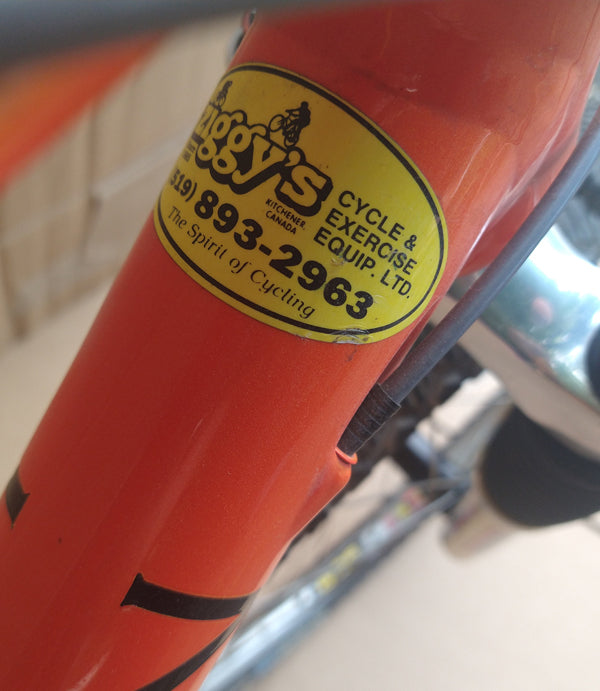 Ziggy's
CYCLE &
EXERCISE
EQUIP. LTD.
KITCHENER,
CANADA
(519) 893-2963
The Spirit of Cycling